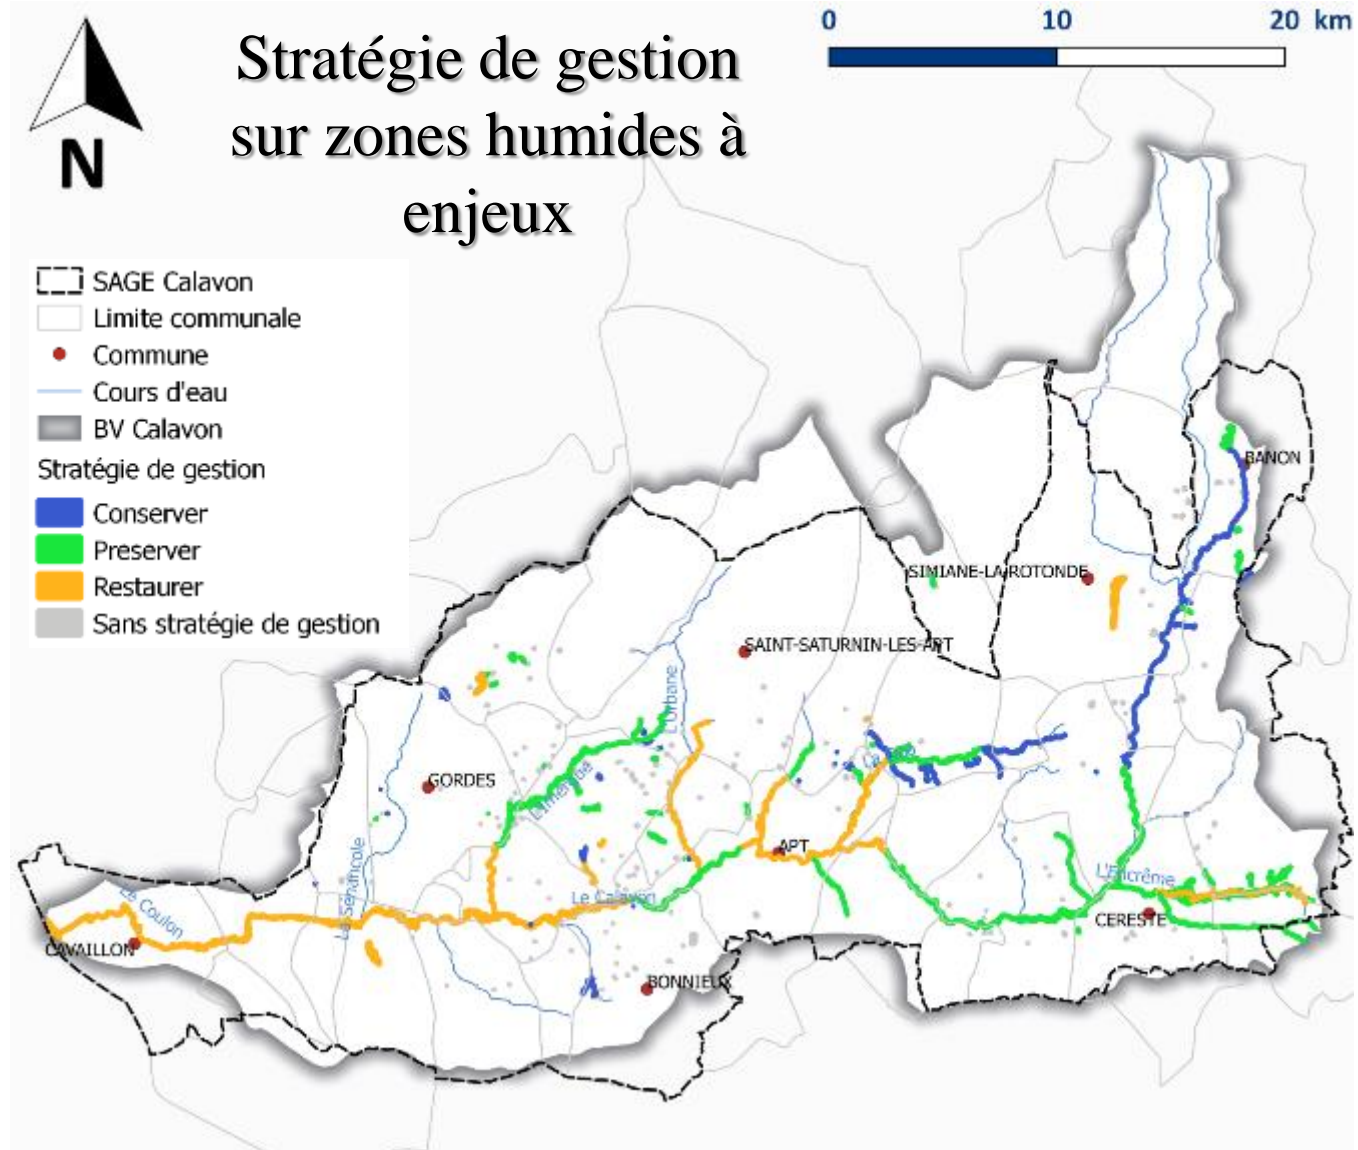 0 10 20 km
Stratégie de gestion
sur zones humides à
enjeux
N
SAGE Calavon
Limite communale
Commune
Cours d'eau
BV Calavon
Stratégie de gestion
Conserver
Préserver
Restaurer
Sans stratégie de gestion
BANON
SIMIANE-LA-ROTONDE
SAINT-SATURNIN-LES-APT
L'Urbane
GORDES
APT
La Sénancole
L'Encrême
Le Coulon
Le Calavon
CERESTE
CAVAILLON
BONNIEUX